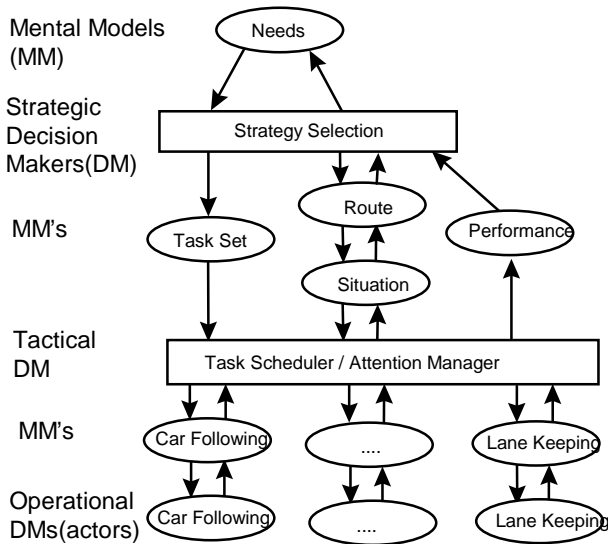 Mental Models
(MM)
Needs
Strategic
Decision
Makers(DM)
Strategy Selection
MM's
Task Set
Route
Performance
Situation
Tactical
DM
Task Scheduler / Attention Manager
MM's
Car Following
....
Lane Keeping
Operational
DMs(actors)
Car Following
....
Lane Keeping